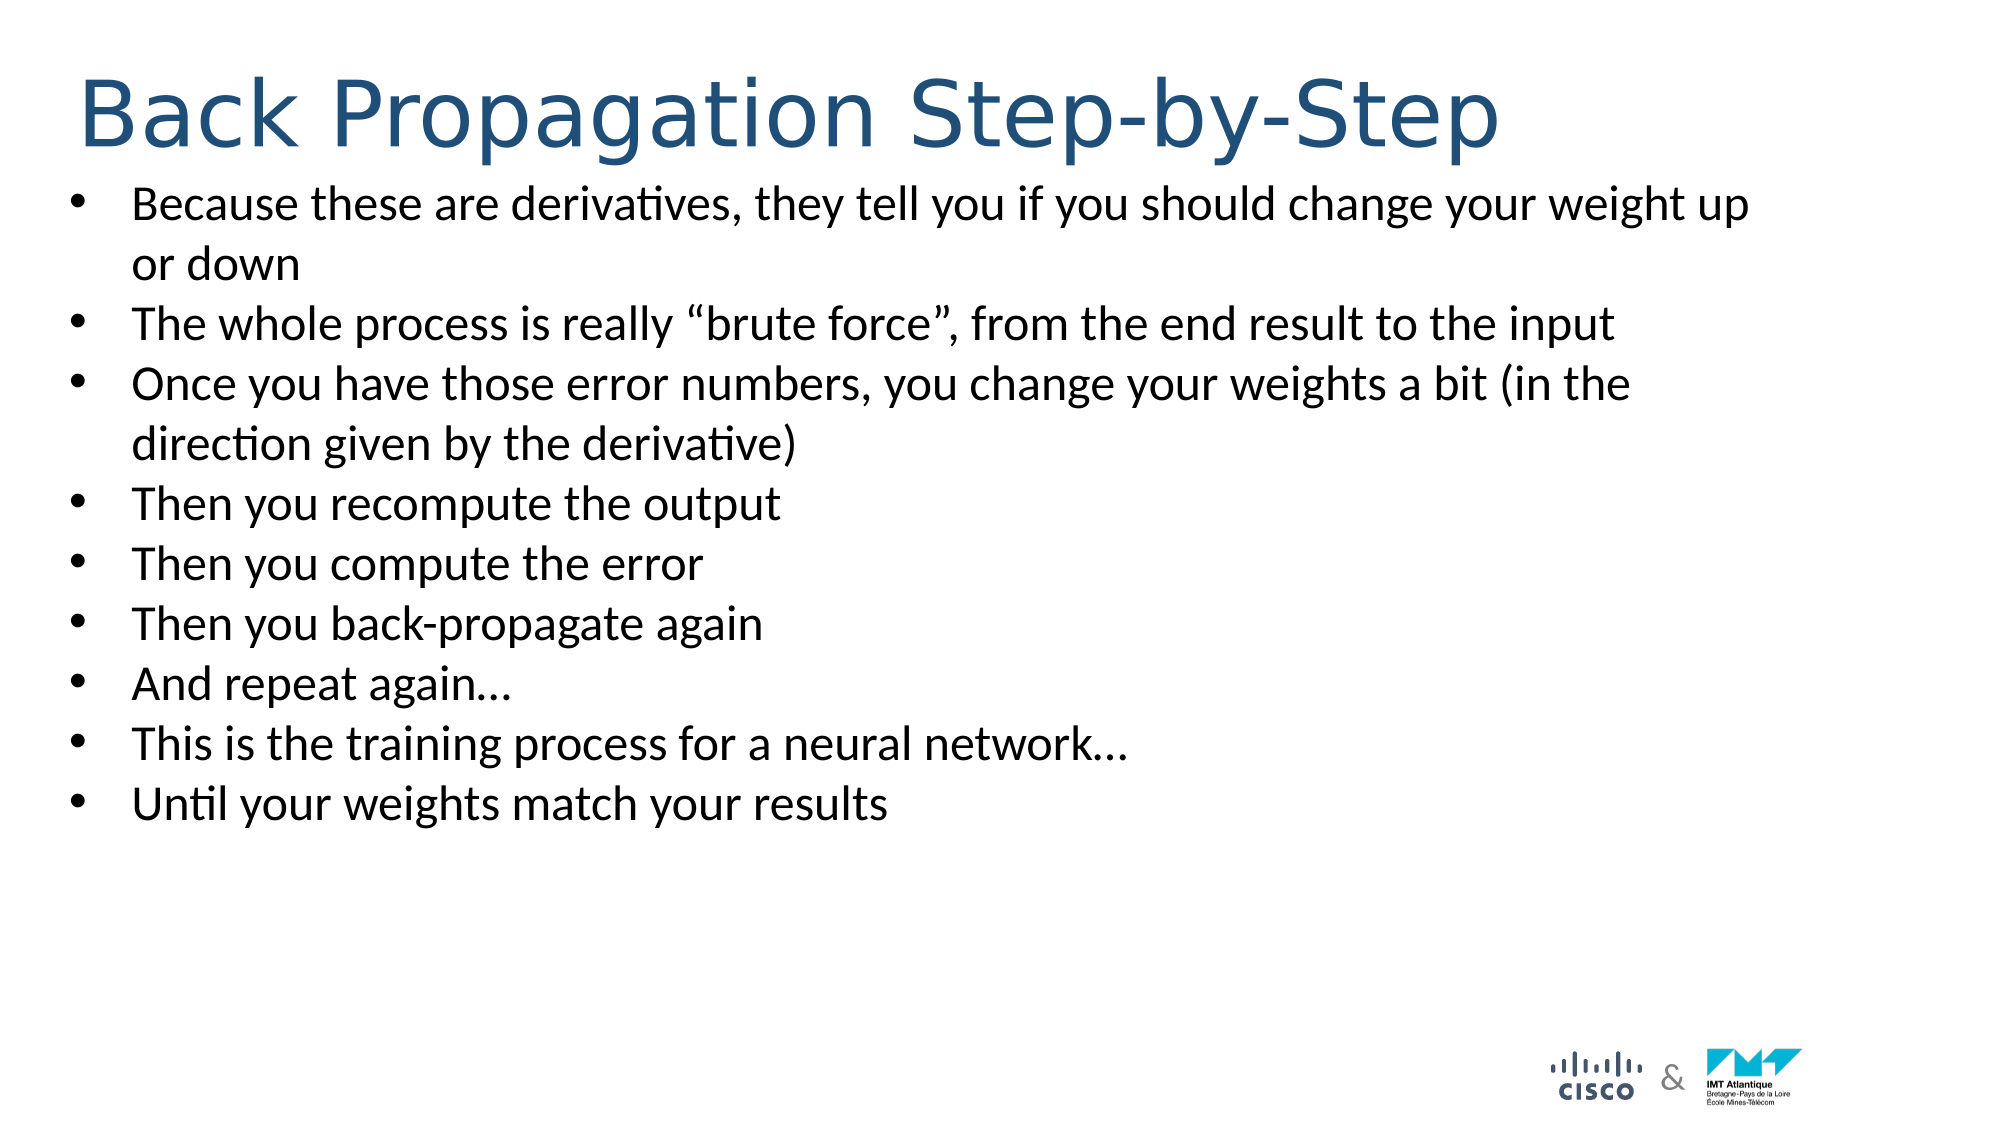 Back Propagation Step-by-Step
• Because these are derivatives, they tell you if you should change your weight up
or down
• The whole process is really “brute force”, from the end result to the input
• Once you have those error numbers, you change your weights a bit (in the
direction given by the derivative)
• Then you recompute the output
• Then you compute the error
• Then you back-propagate again
• And repeat again…
• This is the training process for a neural network…
• Until your weights match your results
CISCO & IMT Atlantique
Bretagne-Pays de la Loire
École Mines-Télécom